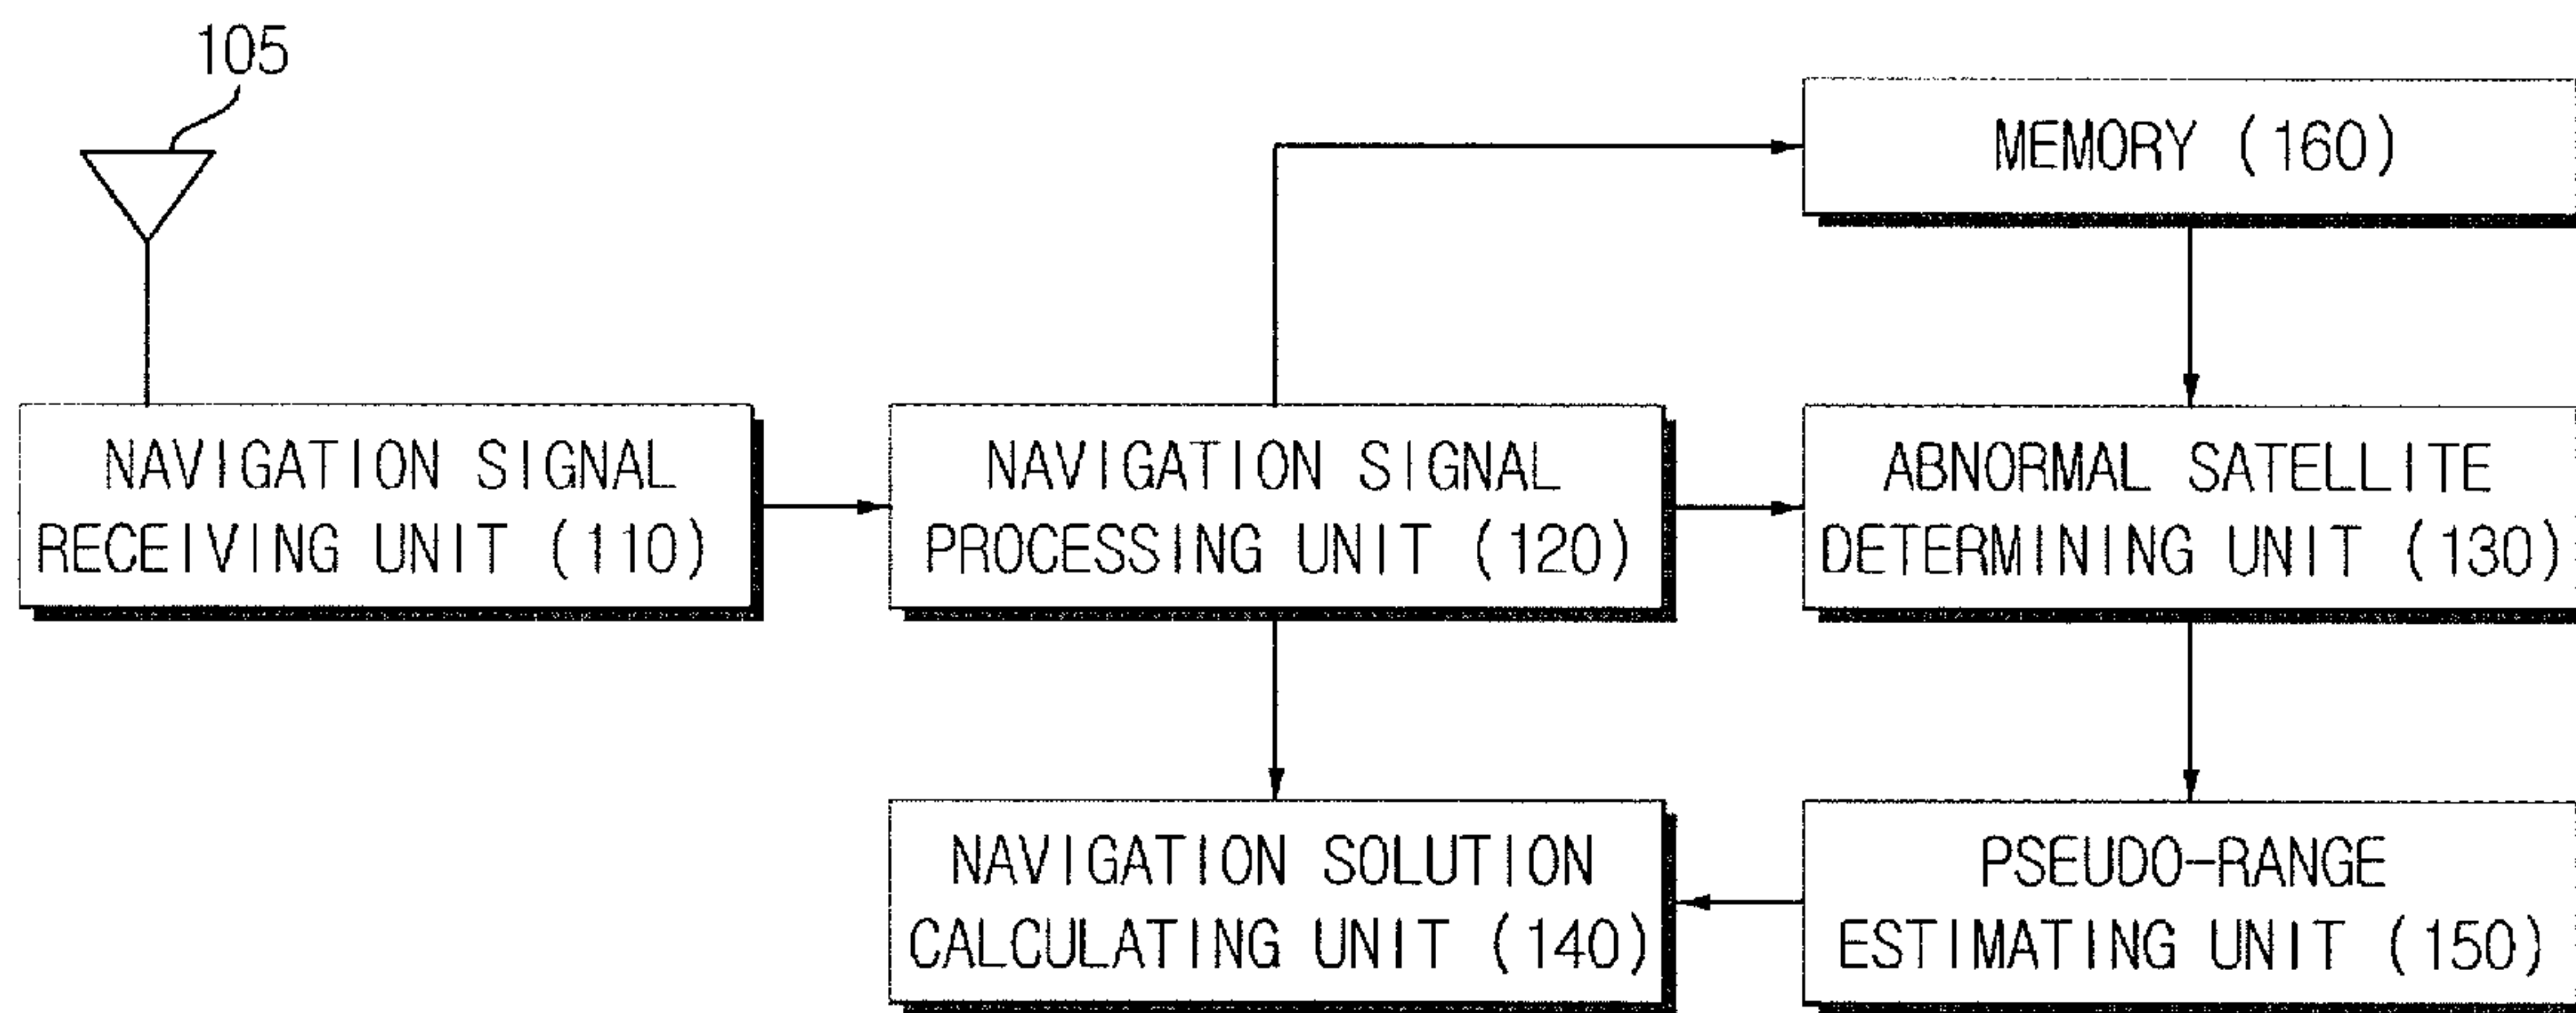 105
MEMORY (160)
NAVIGATION SIGNAL
RECEIVING UNIT (110)
NAVIGATION SIGNAL
PROCESSING UNIT (120)
ABNORMAL SATELLITE
DETERMINING UNIT (130)
NAVIGATION SOLUTION
CALCULATING UNIT (140)
PSEUDO-RANGE
ESTIMATING UNIT (150)